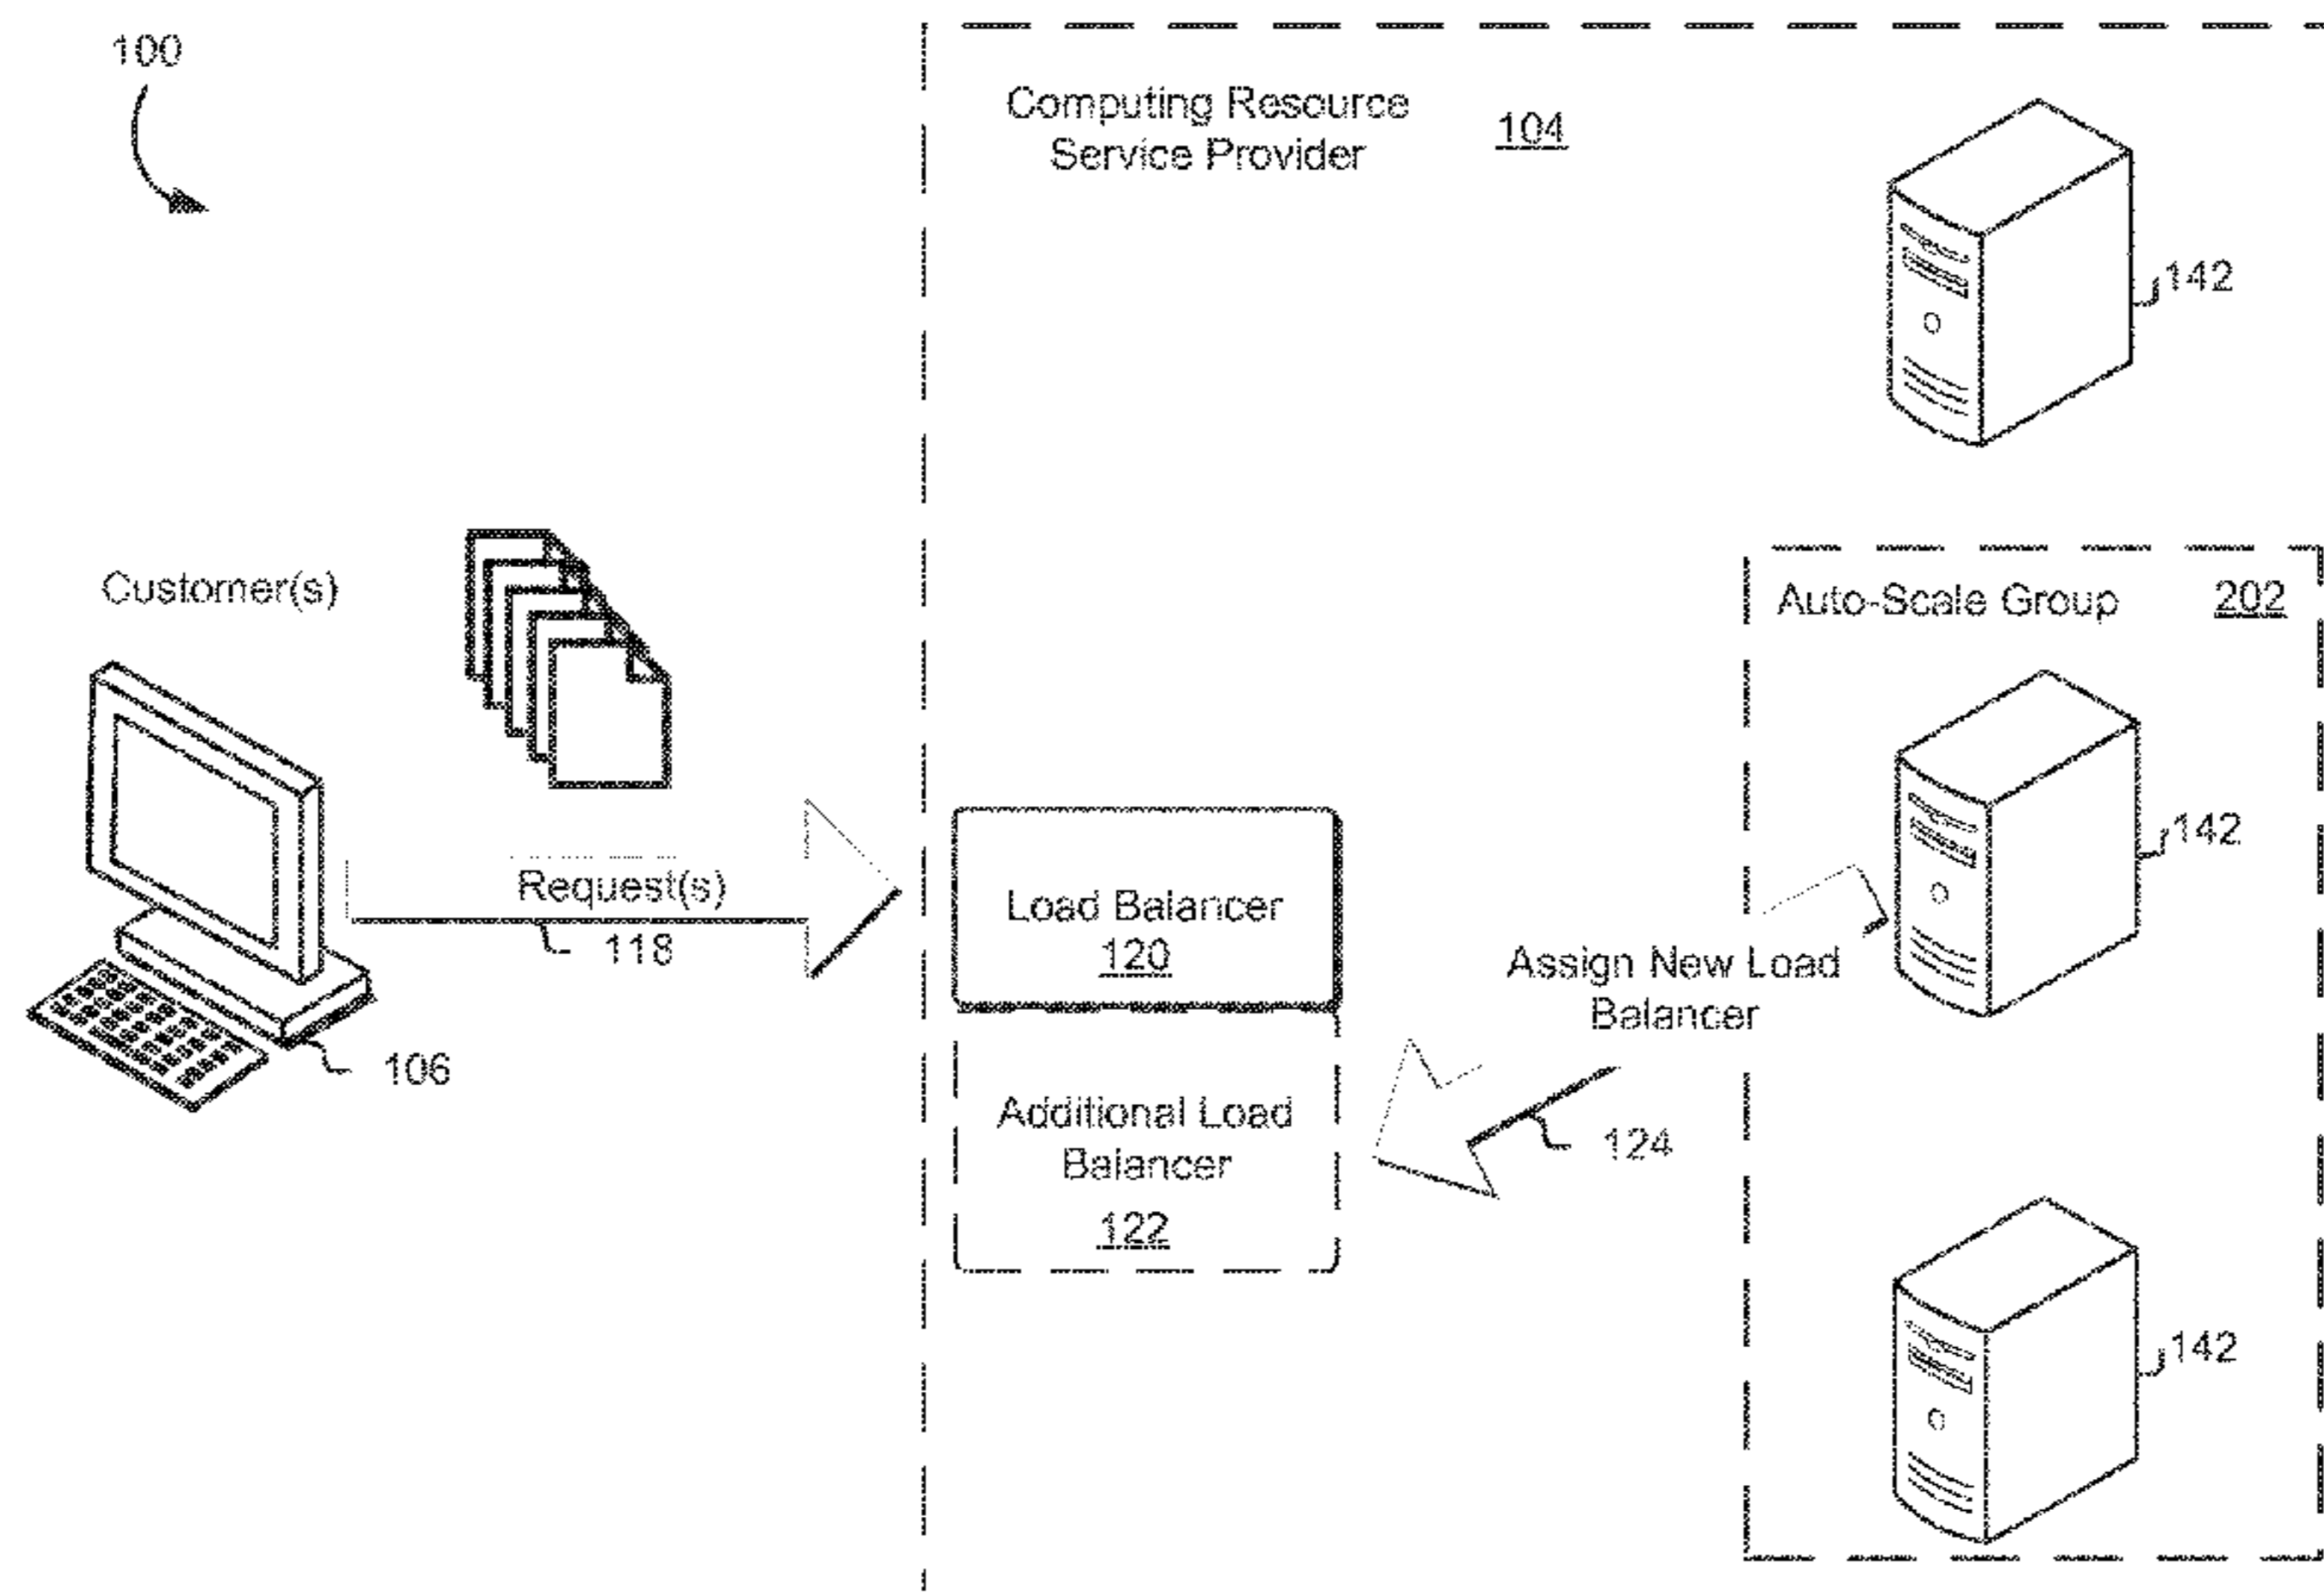 100
Computing Resource
Service Provider
104
142
Customer(s)
Auto-Scale Group
202
142
Request(s)
118
Load Balancer
120
Assign New Load
Balancer
106
Additional Load
Balancer
122
124
142